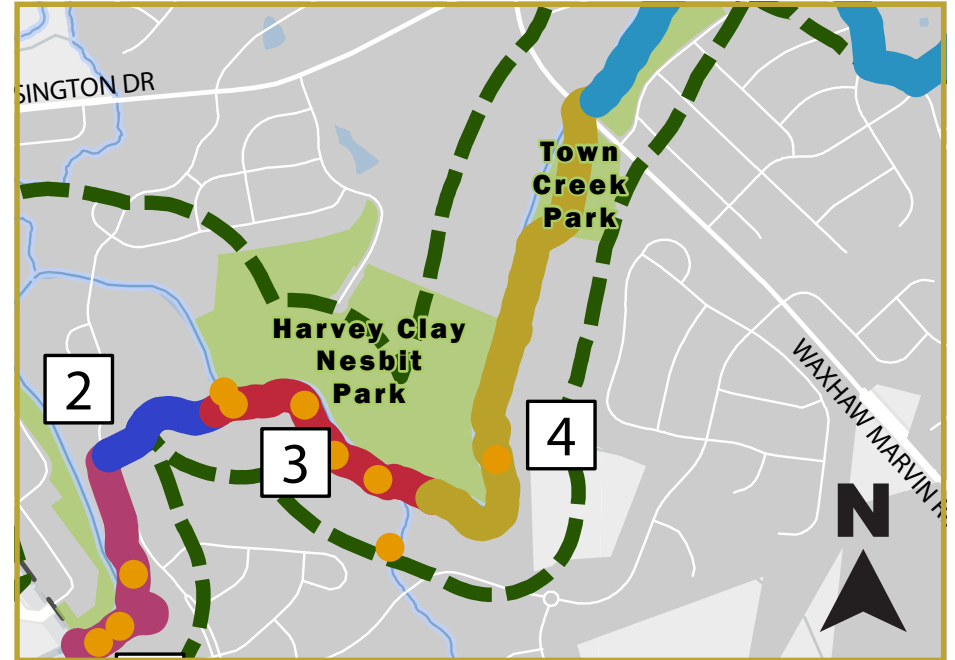 SINGTON DR
Town
Creek
Park
Harvey Clay
Nesbit
Park
2
3
4
WAXHAW MARVIN R
N